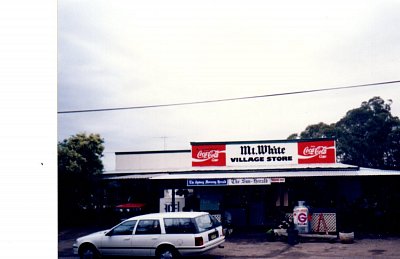 Coca-Cola Mt. White Coca-Cola
VILLAGE STORE
The Sydney Morning Herald The Sun-Herald
G